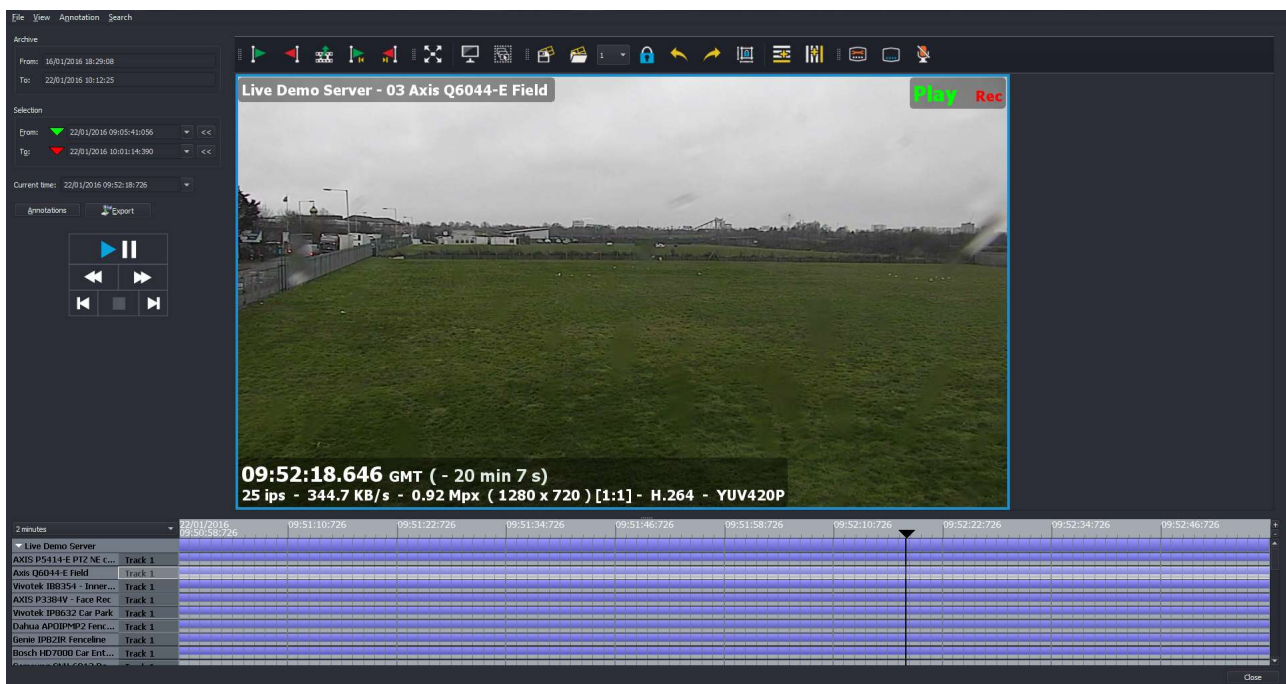 File View Annotation Search
Archive
From: 16/01/2016 18:29:08
To: 22/01/2016 10:12:25
Selection
From: 22/01/2016 09:05:41:056 <<
To: 22/01/2016 10:01:14:390 <<
Current time: 22/01/2016 09:52:18:726
Annotations Export
1
Live Demo Server - 03 Axis Q6044-E Field
Play Rec
09:52:18.646 GMT ( - 20 min 7 s)
25 ips - 344.7 KB/s - 0.92 Mpx ( 1280 x 720 ) [1:1] - H.264 - YUV420P
2 minutes
22/01/2016
09:50:58:726 09:51:10:726 09:51:22:726 09:51:34:726 09:51:46:726 09:51:58:726 09:52:10:726 09:52:22:726 09:52:34:726 09:52:46:726
Live Demo Server
AXIS P5414-E PTZ NE c... Track 1
Axis Q6044-E Field Track 1
Vivotek IB8354 - Inner... Track 1
AXIS P3384V - Face Rec Track 1
Vivotek IP8632 Car Park Track 1
Dahua APOIPMP2 Fenc... Track 1
Genie IPB2IR Fenceline Track 1
Bosch HD7000 Car Ent... Track 1
Close